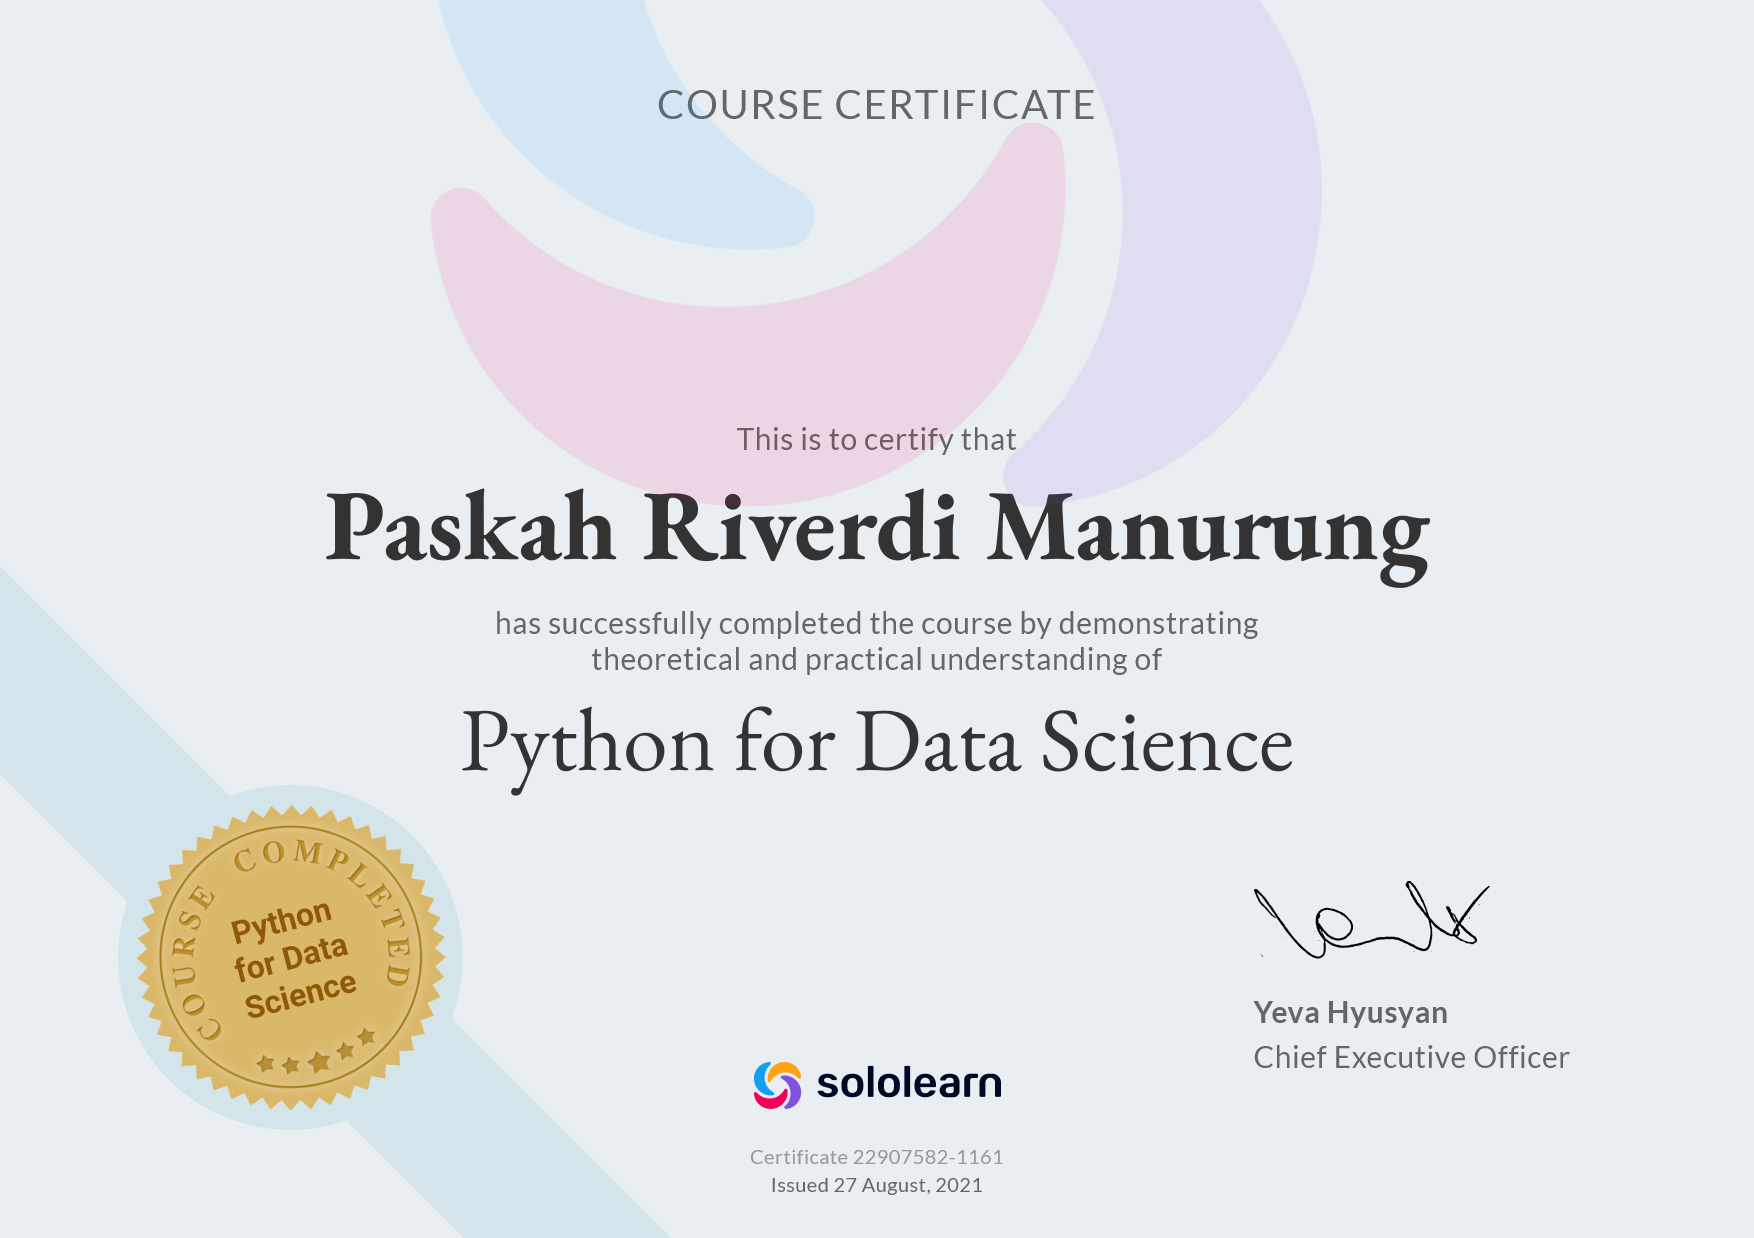 COURSE CERTIFICATE
This is to certify that
Paskah Riverdi Manurung
has successfully completed the course by demonstrating
theoretical and practical understanding of
Python for Data Science
COURSE COMPLETED
Python
for Data
Science
Yeva Hyusyan
Chief Executive Officer
sololearn
Certificate 22907582-1161
Issued 27 August, 2021